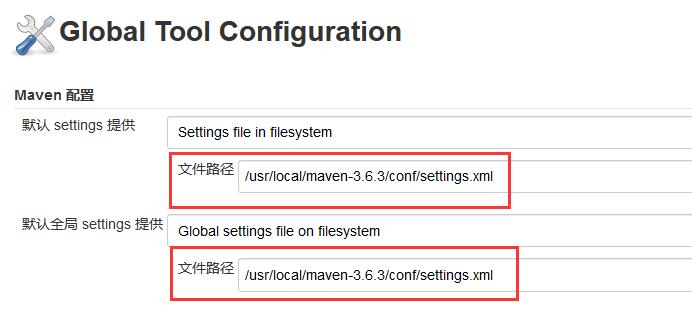 Global Tool Configuration
Maven 配置
默认 settings 提供
Settings file in filesystem
文件路径
/usr/local/maven-3.6.3/conf/settings.xml
默认全局 settings 提供
Global settings file on filesystem
文件路径
/usr/local/maven-3.6.3/conf/settings.xml